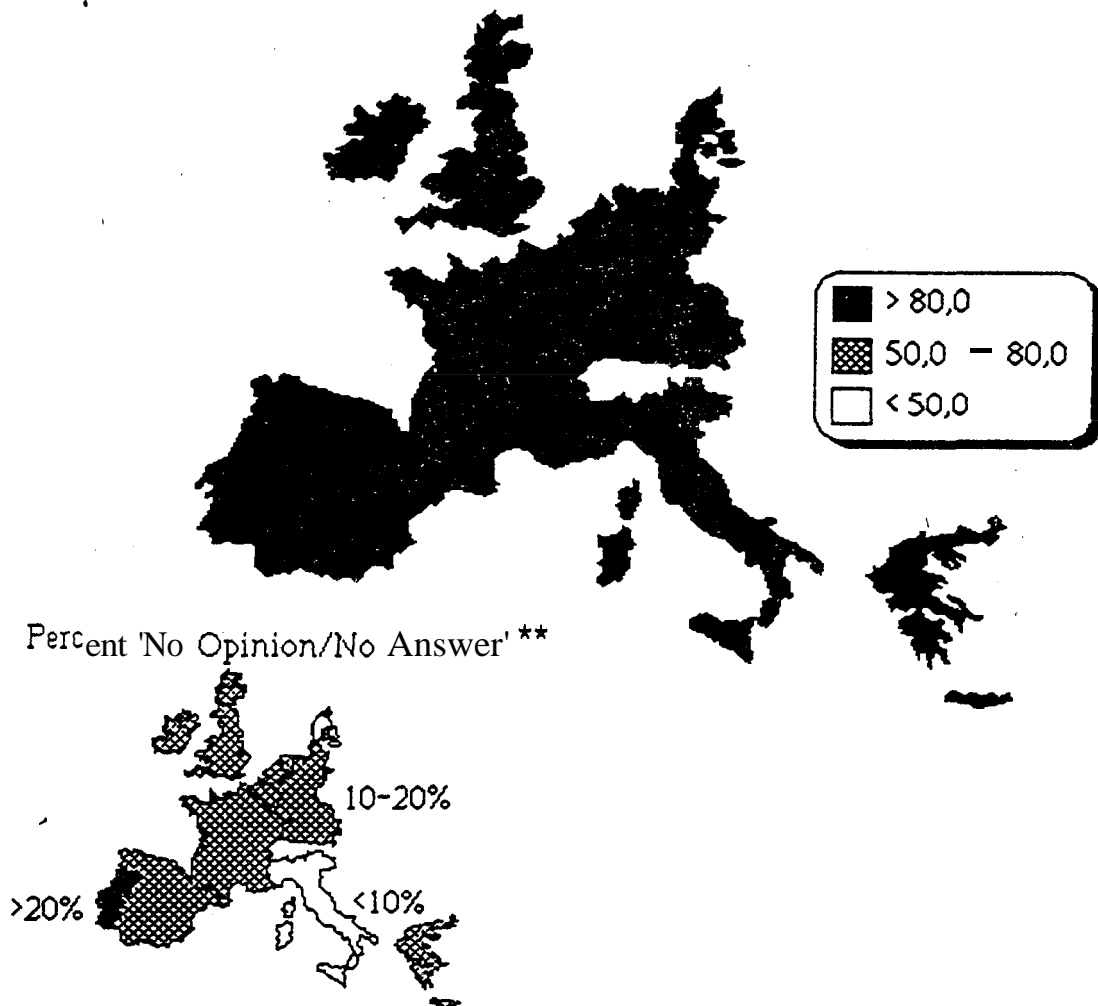 > 80,0
50,0 – 80,0
< 50,0
Percent 'No Opinion/No Answer' **
10-20%
>20%
<10%